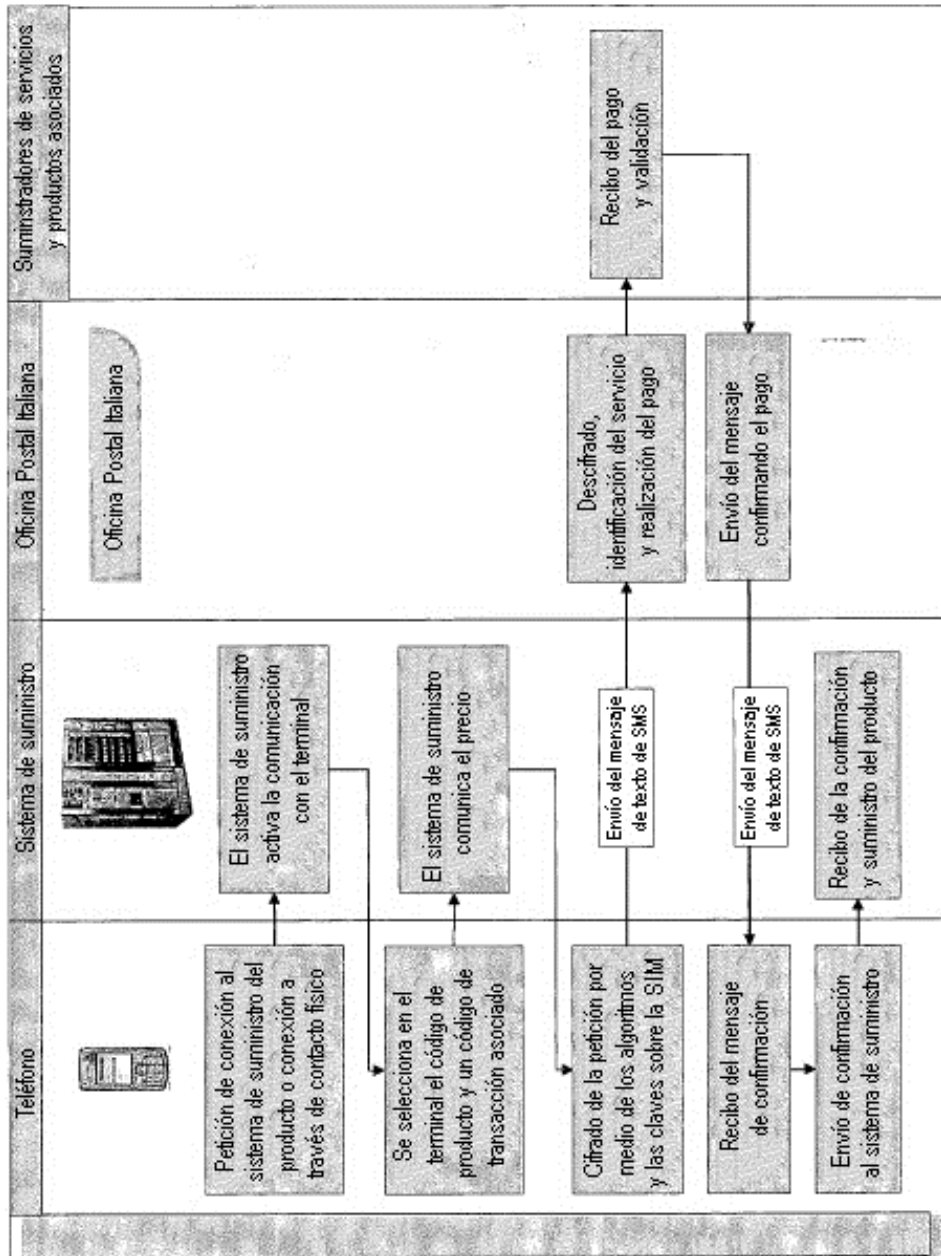 Teléfono
Sistema de suministro
Oficina Postal Italiana
Suminstradores de servicios
y productos asociados
Oficina Postal Italiana
Petición de conexión al
sistema de suministro del
producto o conexión a
través de contacto físico
El sistema de suministro
activa la comunicación
con el terminal
Se selecciona en el
terminal el código de
producto y un código de
transacción asociado
El sistema de suministro
comunica el precio
Cifrado de la petición por
medio de los algoritmos
y las claves sobre la SIM
Envío del mensaje
de texto de SMS
Descifrado,
identificación del servicio
y realización del pago
Recibo del pago
y validación
Envío del mensaje
confirmando el pago
Envío del mensaje
de texto de SMS
Recibo del mensaje
de confirmación
Envío de confirmación
al sistema de suministro
Recibo de la confirmación
y suministro del producto